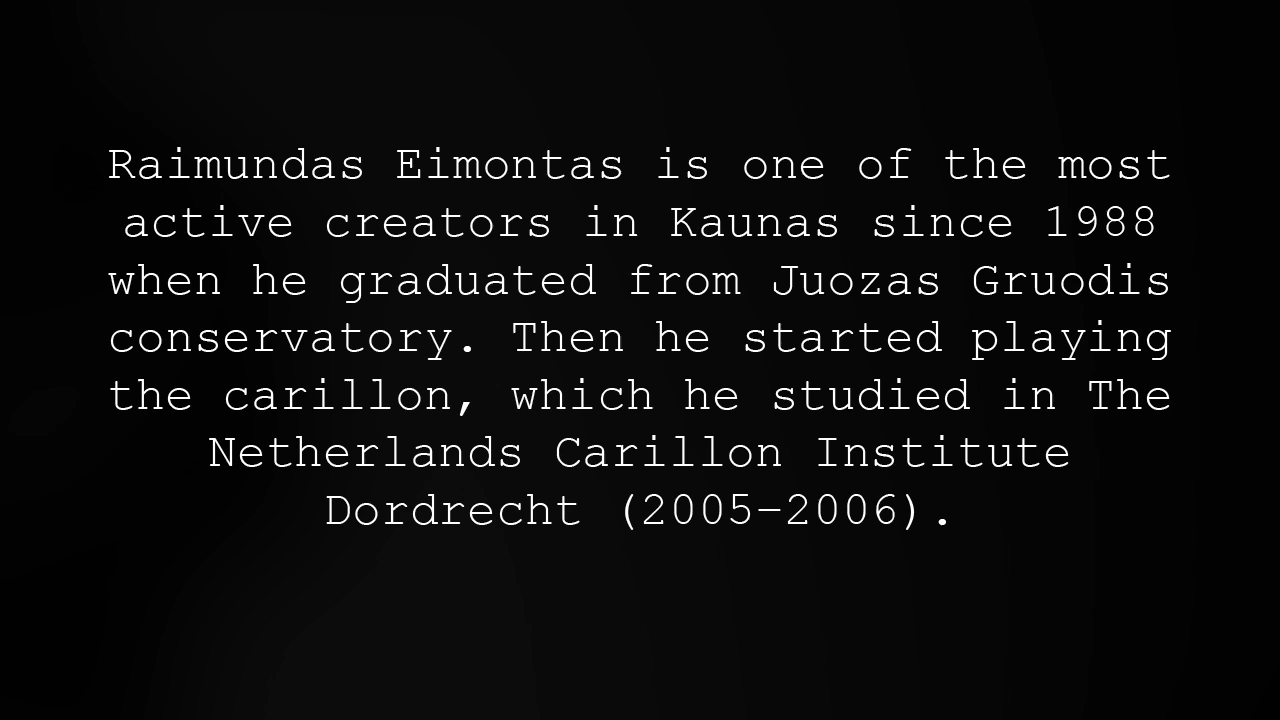 Raimundas Eimontas is one of the most
active creators in Kaunas since 1988
when he graduated from Juozas Gruodis
conservatory. Then he started playing
the carillon, which he studied in The
Netherlands Carillon Institute
Dordrecht (2005–2006).